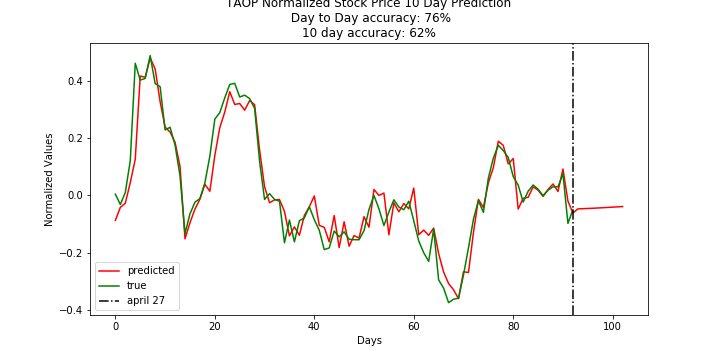 TAOP Normalized Stock Price 10 Day Prediction
Day to Day accuracy: 76%
10 day accuracy: 62%
0.4
0.2
0.0
−0.2
−0.4
Normalized Values
predicted
true
april 27
0 20 40 60 80 100
Days